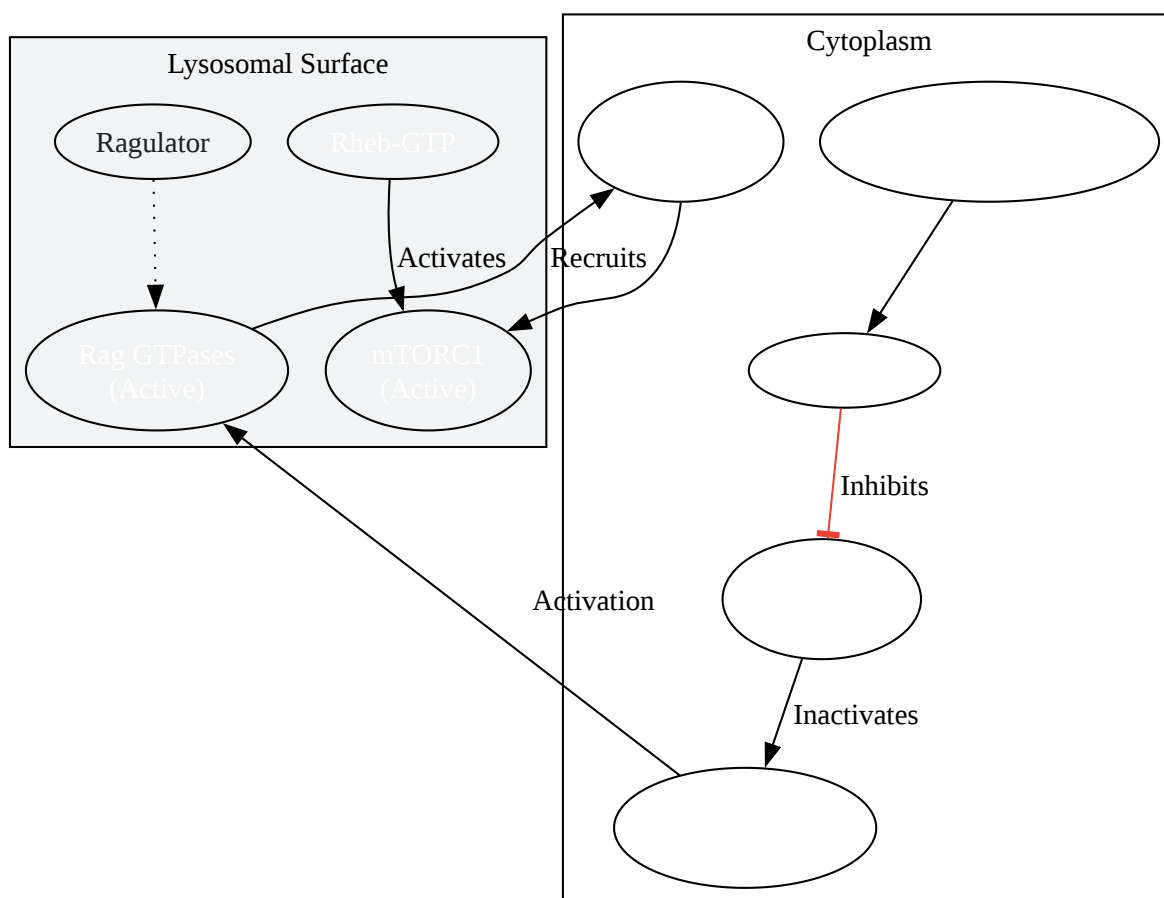 Lysosomal Surface
Cytoplasm
Ragulator
Rheb-GTP
Activates
Recruits
Rag GTPases
(Active)
mTORC1
(Active)
Inhibits
Activation
Inactivates